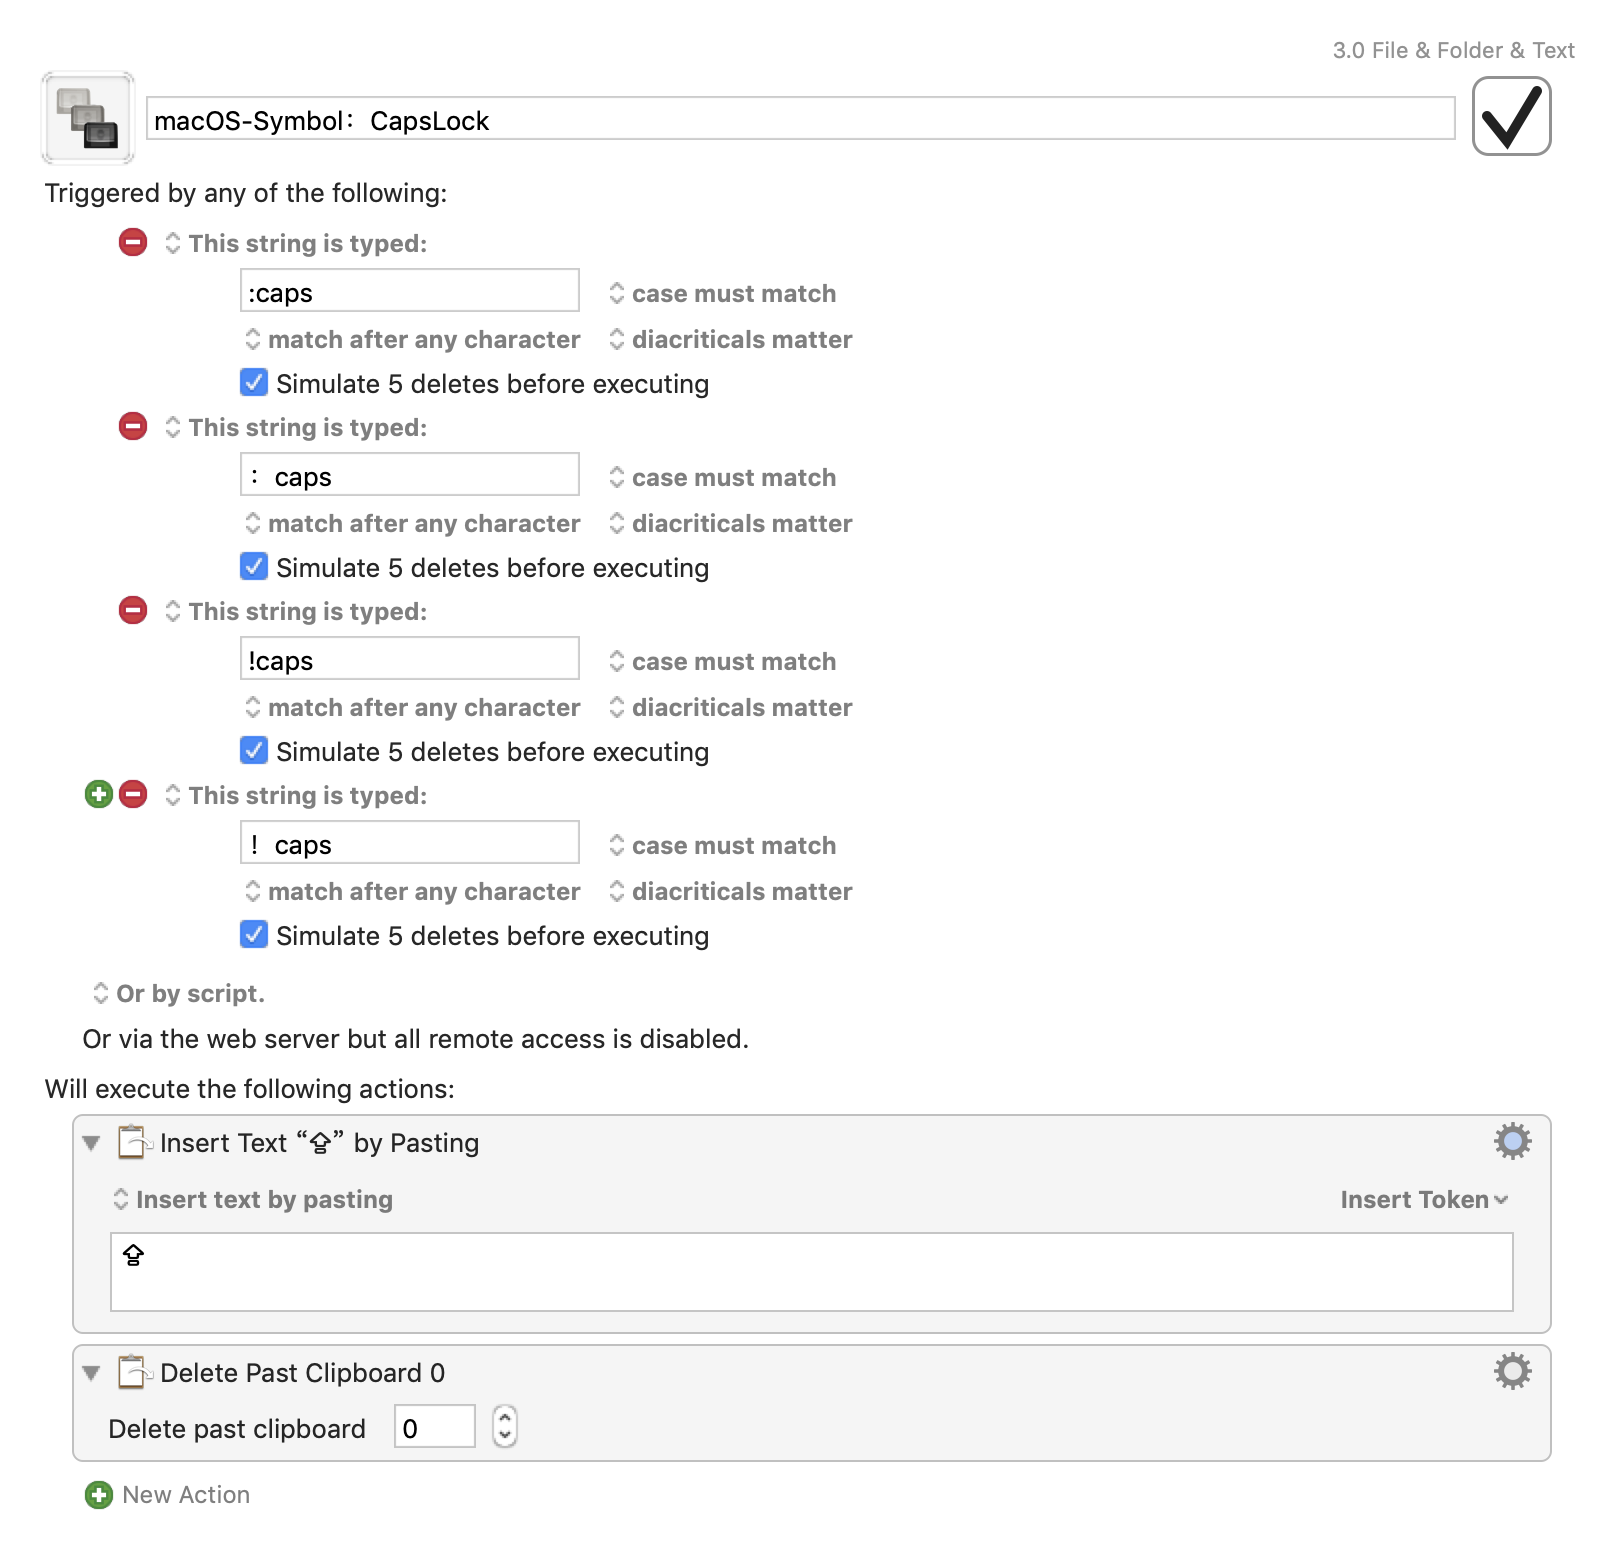 3.0 File & Folder & Text
macOS-Symbol：CapsLock
Triggered by any of the following:
This string is typed:
:caps
case must match
match after any character diacriticals matter
Simulate 5 deletes before executing
This string is typed:
：caps
case must match
match after any character diacriticals matter
Simulate 5 deletes before executing
This string is typed:
!caps
case must match
match after any character diacriticals matter
Simulate 5 deletes before executing
This string is typed:
！caps
case must match
match after any character diacriticals matter
Simulate 5 deletes before executing
Or by script.
Or via the web server but all remote access is disabled.
Will execute the following actions:
Insert Text “⇪” by Pasting
Insert text by pasting Insert Token
⇪
Delete Past Clipboard 0
Delete past clipboard 0
New Action